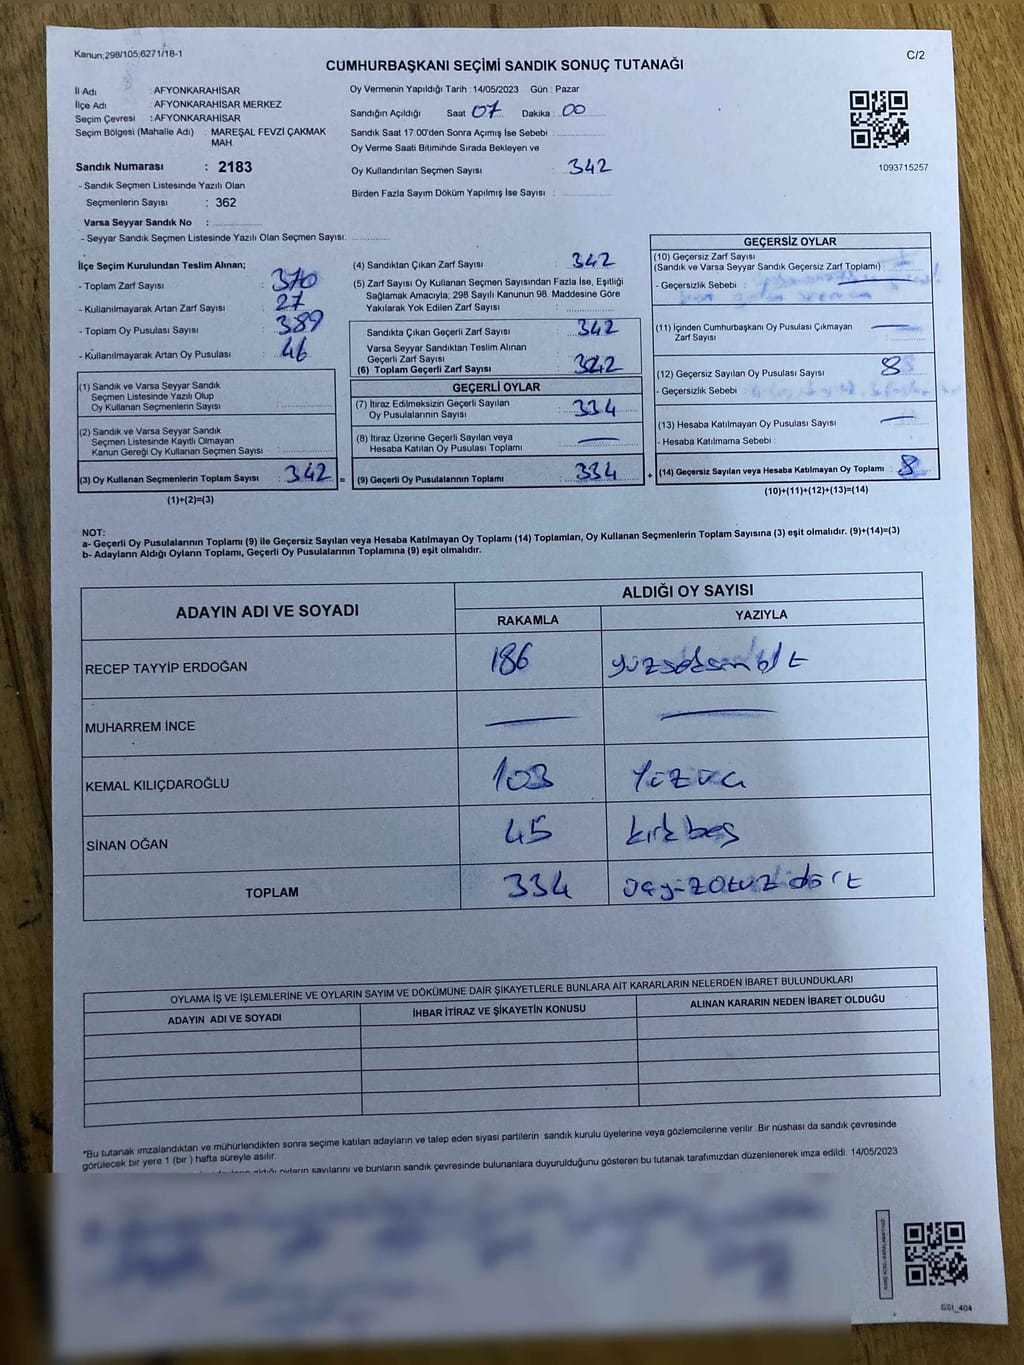 Kanun;298/105;6271/18-1
C/2
CUMHURBAŞKANI SEÇİMİ SANDIK SONUÇ TUTANAĞI
İl Adı : AFYONKARAHİSAR
İlçe Adı : AFYONKARAHİSAR MERKEZ
Seçim Çevresi : AFYONKARAHİSAR
Seçim Bölgesi (Mahalle Adı) : MAREŞAL FEVZİ ÇAKMAK MAH.
Sandık Numarası : 2183
- Sandık Seçmen Listesinde Yazılı Olan
Seçmenlerin Sayısı : 362
Varsa Seyyar Sandık No :
- Seyyar Sandık Seçmen Listesinde Yazılı Olan Seçmen Sayısı:
Oy Vermenin Yapıldığı Tarih : 14/05/2023 Gün : Pazar
Sandığın Açıldığı Saat 07 Dakika : 00
Sandık Saat 17:00'den Sonra Açımış İse Sebebi :
Oy Verme Saati Bitiminde Sırada Bekleyen ve
Oy Kullandırılan Seçmen Sayısı : 342
Birden Fazla Sayım Döküm Yapılmış İse Sayısı :
1093715257
İlçe Seçim Kurulundan Teslim Alınan;
- Toplam Zarf Sayısı : 370
- Kullanılmayarak Artan Zarf Sayısı : 27
- Toplam Oy Pusulası Sayısı : 389
- Kullanılmayarak Artan Oy Pusulası : 46
(1) Sandık ve Varsa Seyyar Sandık
Seçmen Listesinde Yazılı Olup
Oy Kullanan Seçmenlerin Sayısı :
(2) Sandık ve Varsa Seyyar Sandık
Seçmen Listesinde Kayıtlı Olmayan
Kanun Gereği Oy Kullanan Seçmen Sayısı :
(3) Oy Kullanan Seçmenlerin Toplam Sayısı : 342 =
(1)+(2)=(3)
(4) Sandıktan Çıkan Zarf Sayısı : 342
(5) Zarf Sayısı Oy Kullanan Seçmen Sayısından Fazla İse, Eşitliği
Sağlamak Amacıyla, 298 Sayılı Kanunun 98. Maddesine Göre
Yakılarak Yok Edilen Zarf Sayısı :
Sandıkta Çıkan Geçerli Zarf Sayısı : 342
Varsa Seyyar Sandıktan Teslim Alınan
Geçerli Zarf Sayısı :
(6) Toplam Geçerli Zarf Sayısı : 342
GEÇERLİ OYLAR
(7) İtiraz Edilmeksizin Geçerli Sayılan
Oy Pusulalarının Sayısı : 334
(8) İtiraz Üzerine Geçerli Sayılan veya
Hesaba Katılan Oy Pusulası Toplamı :
(9) Geçerli Oy Pusulalarının Toplamı : 334 +
GEÇERSİZ OYLAR
(10) Geçersiz Zarf Sayısı
(Sandık ve Varsa Seyyar Sandık Geçersiz Zarf Toplamı) :
- Geçersizlik Sebebi :
(11) İçinden Cumhurbaşkanı Oy Pusulası Çıkmayan
Zarf Sayısı :
(12) Geçersiz Sayılan Oy Pusulası Sayısı : 8
- Geçersizlik Sebebi :
(13) Hesaba Katılmayan Oy Pusulası Sayısı :
- Hesaba Katılmama Sebebi :
(14) Geçersiz Sayılan veya Hesaba Katılmayan Oy Toplamı : 8
(10)+(11)+(12)+(13)=(14)
NOT:
a- Geçerli Oy Pusulalarının Toplamı (9) ile Geçersiz Sayılan veya Hesaba Katılmayan Oy Toplamı (14) Toplamları, Oy Kullanan Seçmenlerin Toplam Sayısına (3) eşit olmalıdır. (9)+(14)=(3)
b- Adayların Aldığı Oyların Toplamı, Geçerli Oy Pusulalarının Toplamına (9) eşit olmalıdır.
ADAYIN ADI VE SOYADI
ALDIĞI OY SAYISI
RAKAMLA YAZIYLA
RECEP TAYYİP ERDOĞAN 186 yüzseksenaltı
MUHARREM İNCE
KEMAL KILIÇDAROĞLU 103 Yüzüç
SİNAN OĞAN 45 kırkbeş
TOPLAM 334 üçyüzotuzdört
OYLAMA İŞ VE İŞLEMLERİNE VE OYLARIN SAYIM VE DÖKÜMÜNE DAİR ŞİKAYETLERLE BUNLARA AİT KARARLARIN NELERDEN İBARET BULUNDUKLARI
ADAYIN ADI VE SOYADI İHBAR İTİRAZ VE ŞİKAYETİN KONUSU ALINAN KARARIN NEDEN İBARET OLDUĞU
*Bu tutanak imzalandıktan ve mühürlendikten sonra seçime katılan adayların ve talep eden siyasi partilerin sandık kurulu üyelerine veya gözlemcilerine verilir. Bir nüshası da sandık çevresinde
görülecek bir yere 1 (bir) hafta süreyle asılır.
aldığı oyların sayılarını ve bunların sandık çevresinde bulunanlara duyurulduğunu gösteren bu tutanak tarafımızdan düzenlenerek imza edildi. 14/05/2023
SSI_404